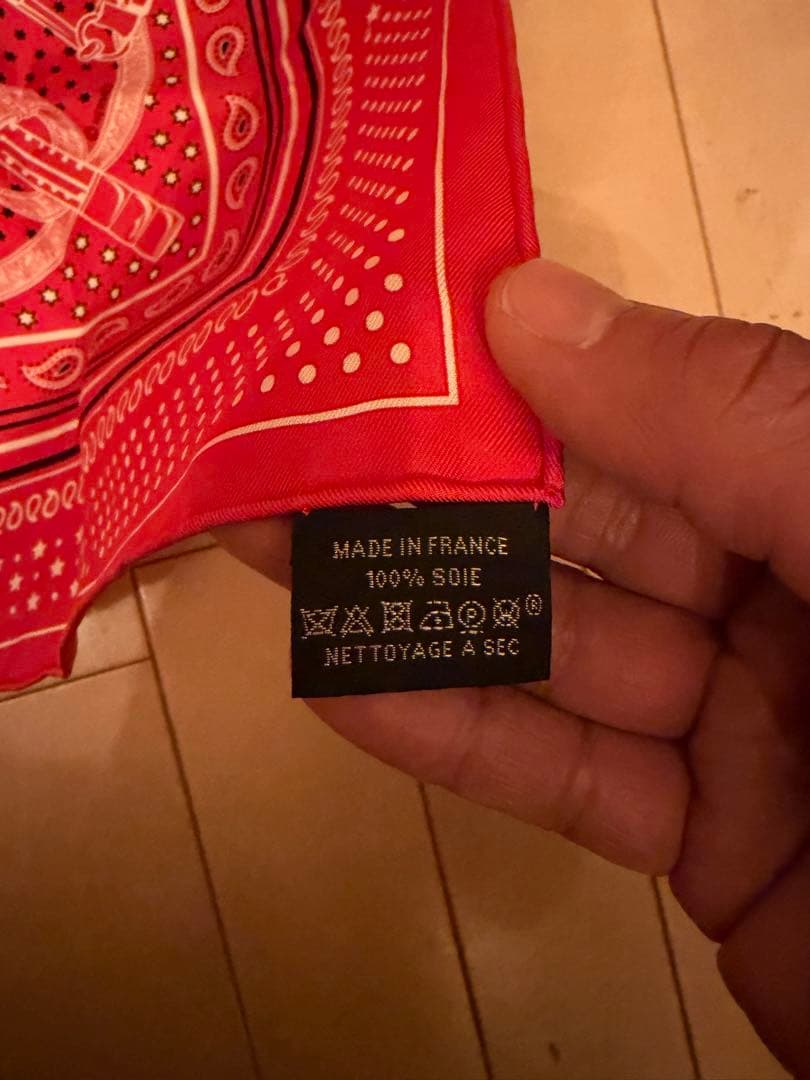 MADE IN FRANCE
100% SOIE
P ®
NETTOYAGE A SEC